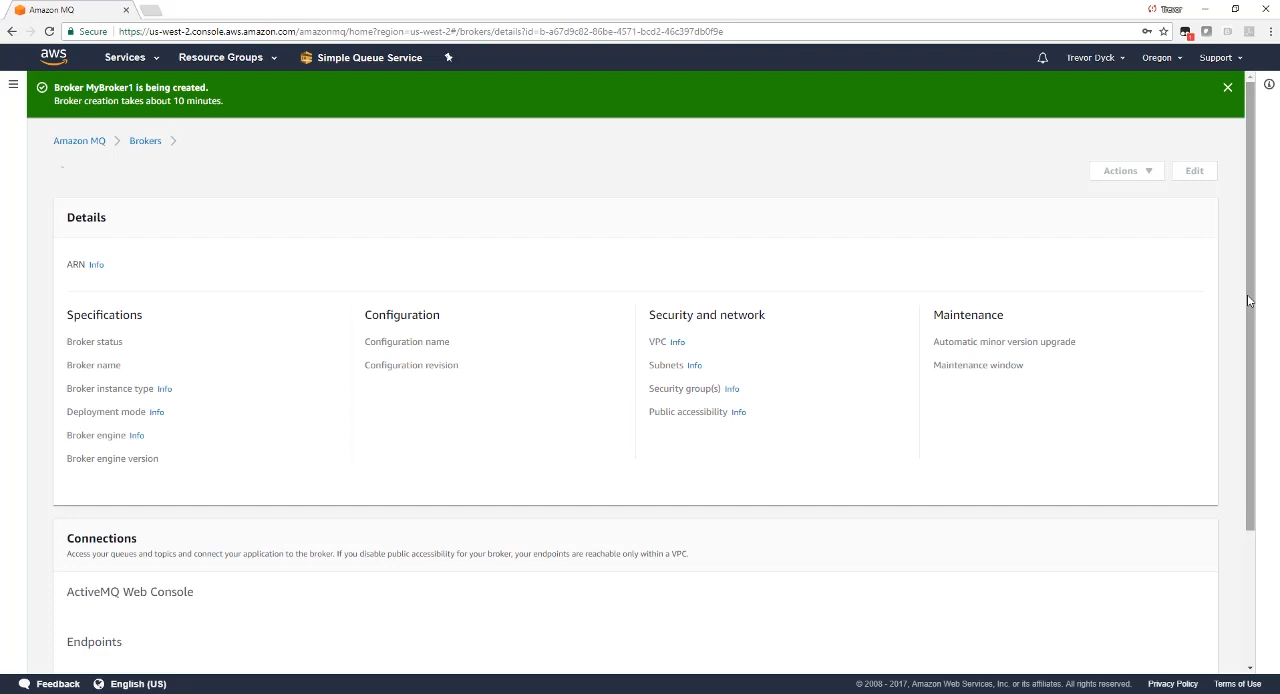 Amazon MQ
Trevor
Secure https://us-west-2.console.aws.amazon.com/amazonmq/home?region=us-west-2#/brokers/details?id=b-a67d9c82-86be-4571-bcd2-46c397db0f9e
aws Services Resource Groups Simple Queue Service Trevor Dyck Oregon Support
Broker MyBroker1 is being created.
Broker creation takes about 10 minutes.
Amazon MQ Brokers
-
Actions Edit
Details
ARN Info
Specifications Configuration Security and network Maintenance
Broker status Configuration name VPC Info Automatic minor version upgrade
Broker name Configuration revision Subnets Info Maintenance window
Broker instance type Info Security group(s) Info
Deployment mode Info Public accessibility Info
Broker engine Info
Broker engine version
Connections
Access your queues and topics and connect your application to the broker. If you disable public accessibility for your broker, your endpoints are reachable only within a VPC.
ActiveMQ Web Console
Endpoints
Feedback English (US) © 2008 - 2017, Amazon Web Services, Inc. or its affiliates. All rights reserved. Privacy Policy Terms of Use